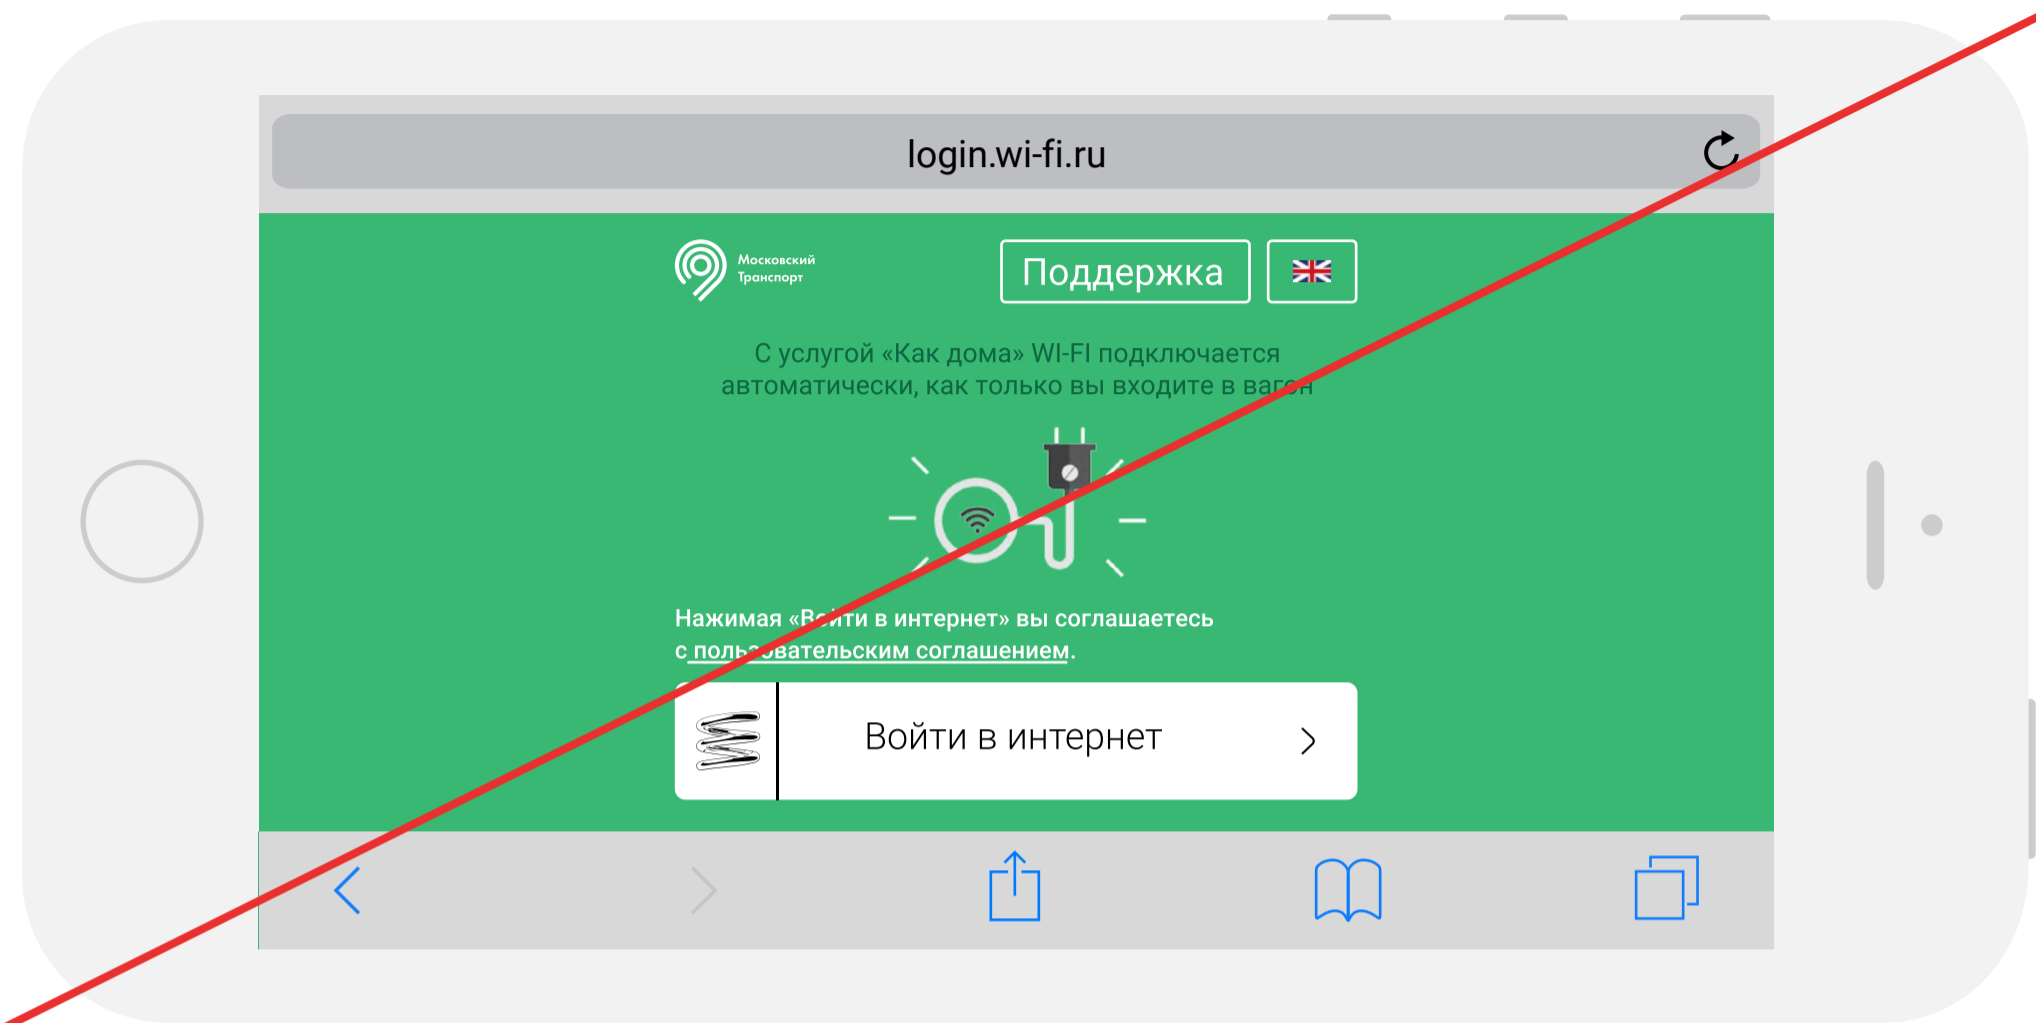 login.wi-fi.ru
Московский
Транспорт
Поддержка
С услугой «Как дома» WI-FI подключается
автоматически, как только вы входите в вагон
Нажимая «Войти в интернет» вы соглашаетесь
с пользовательским соглашением.
Войти в интернет